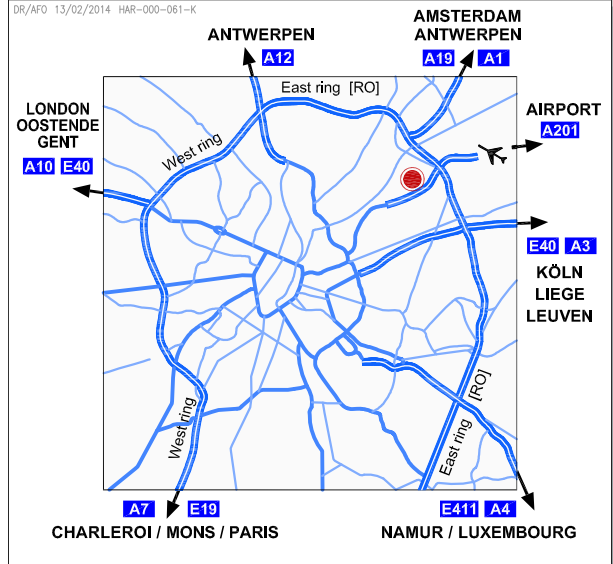 DR/AFO 13/02/2014 HAR-000-061-K
AMSTERDAM
ANTWERPEN
A19 A1
ANTWERPEN
A12
East ring [RO]
AIRPORT
A201
LONDON
OOSTENDE
GENT
A10 E40
West ring
E40 A3
KÖLN
LIEGE
LEUVEN
West ring
East ring [RO]
A7 E19
CHARLEROI / MONS / PARIS
E411 A4
NAMUR / LUXEMBOURG